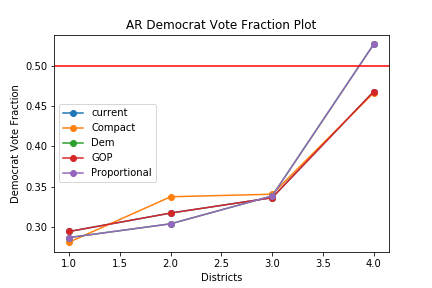 AR Democrat Vote Fraction Plot
Democrat Vote Fraction
0.50
0.45
0.40
0.35
0.30
current
Compact
Dem
GOP
Proportional
1.0 1.5 2.0 2.5 3.0 3.5 4.0
Districts